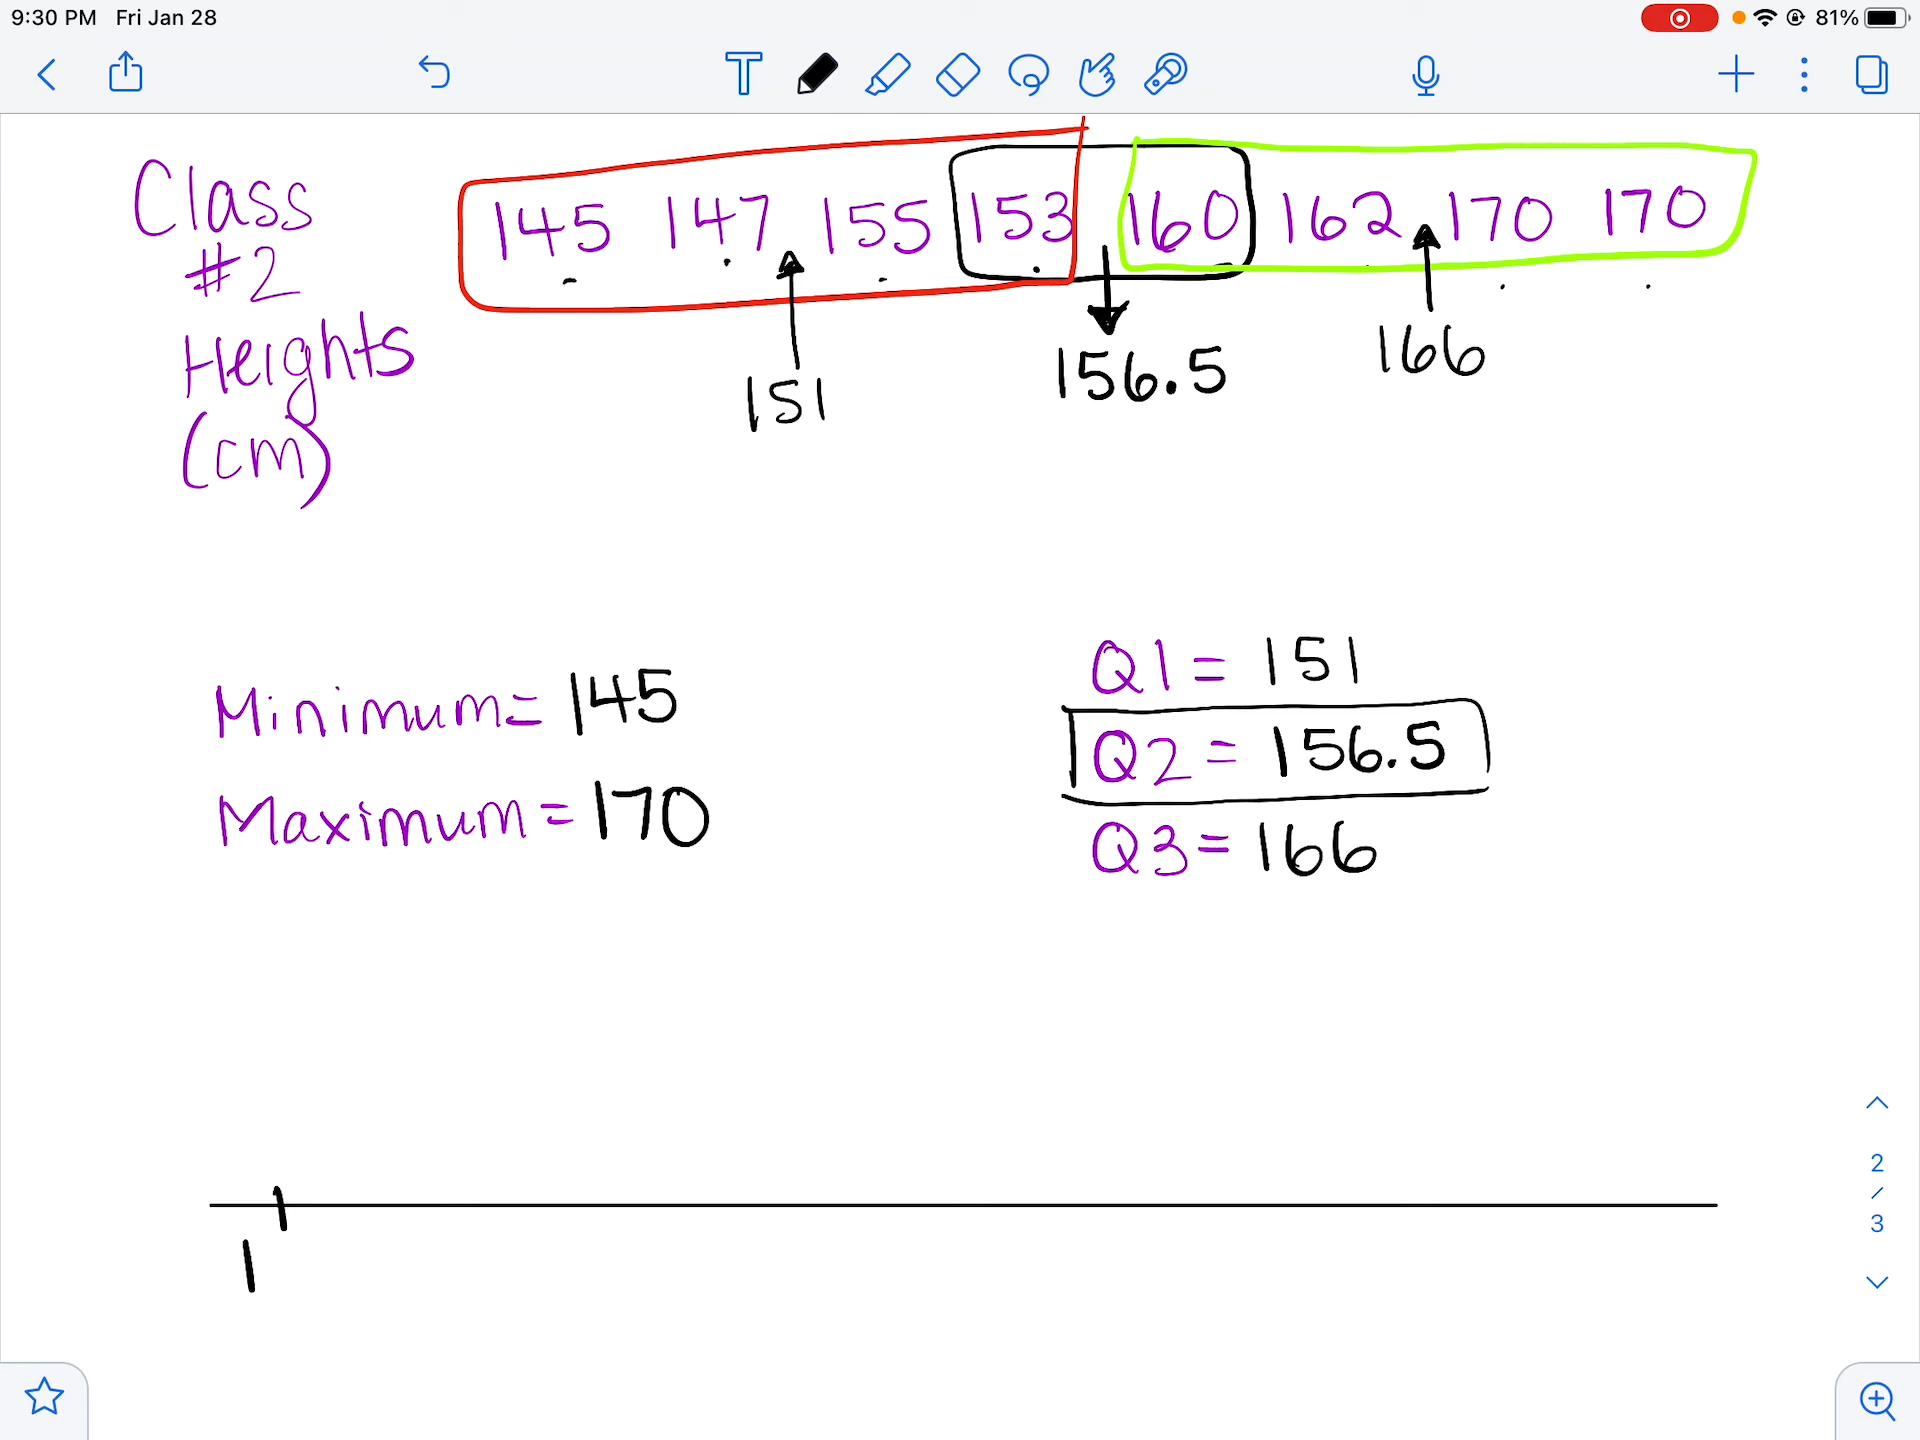 9:30 PM Fri Jan 28
81%
T
Class
#2
Heights
(cm)
145 147 155 153 160 162 170 170
151
156.5
166
Minimum= 145
Maximum = 170
Q1 = 151
Q2 = 156.5
Q3 = 166
1
2
/
3